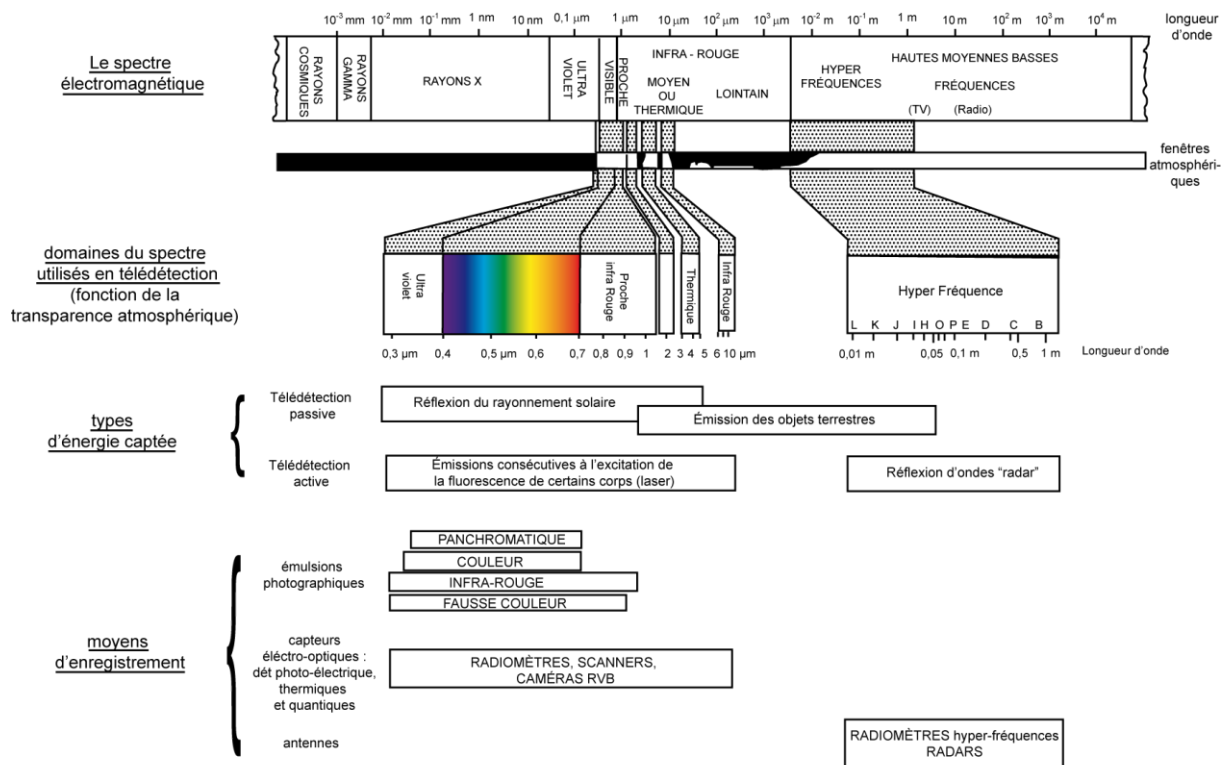 10⁻³ mm 10⁻² mm 10⁻¹ mm 1 nm 10 nm 0,1 µm 1 µm 10 µm 10² µm 10³ µm 10⁻² m 1 m 10 m 10² m 10³ m 10⁴ m
longueur
d'onde
Le spectre
électromagnétique
RAYONS
COSMIQUES
RAYONS
GAMMA
RAYONS X
ULTRA
VIOLET
VISIBLE
PROCHE
INFRA - ROUGE
MOYEN
OU
THERMIQUE
LOINTAIN
HYPER
FRÉQUENCES
HAUTES MOYENNES BASSES
FRÉQUENCES
(TV) (Radio)
fenêtres
atmosphéri-
ques
domaines du spectre
utilisés en télédétection
(fonction de la
transparence atmosphérique)
Ultra
violet
Proche
infra Rouge
Thermique
Infra Rouge
Hyper Fréquence
L K J I H O P E D C B
0,3 µm 0,4 0,5 µm 0,6 0,7 0,8 0,9 1 2 3 4 5 6 10 µm
0,01 m 0,05 0,1 m 0,5 1 m
Longueur d'onde
types
d'énergie captée
Télédétection
passive
Réflexion du rayonnement solaire
Émission des objets terrestres
Télédétection
active
Émissions consécutives à l'excitation de
la fluorescence de certains corps (laser)
Réflexion d'ondes "radar"
moyens
d'enregistrement
émulsions
photographiques
PANCHROMATIQUE
COULEUR
INFRA-ROUGE
FAUSSE COULEUR
capteurs
éléctro-optiques :
dét photo-électrique,
thermiques
et quantiques
RADIOMÈTRES, SCANNERS,
CAMÉRAS RVB
antennes
RADIOMÈTRES hyper-fréquences
RADARS